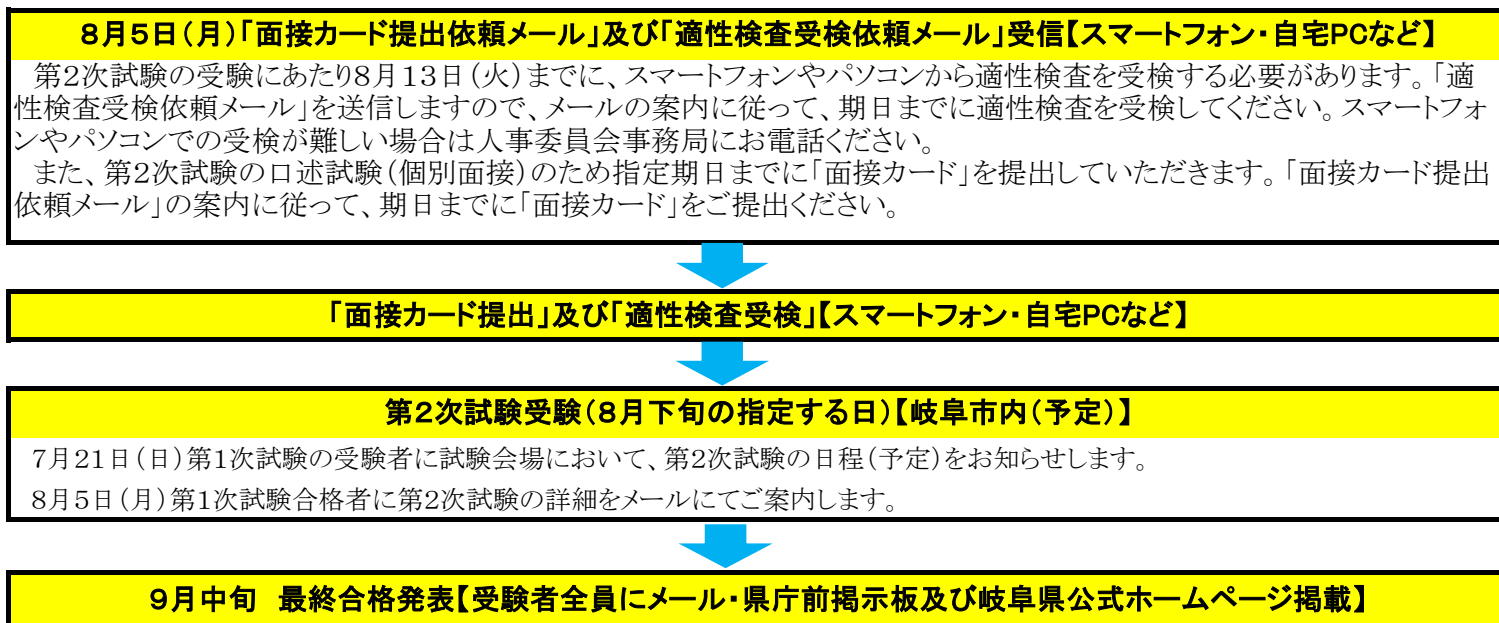 8月5日(月)「面接カード提出依頼メール」及び「適性検査受検依頼メール」受信【スマートフォン・自宅PCなど】
第2次試験の受験にあたり8月13日(火)までに、スマートフォンやパソコンから適性検査を受検する必要があります。「適
性検査受検依頼メール」を送信しますので、メールの案内に従って、期日までに適性検査を受検してください。スマートフォ
ンやパソコンでの受検が難しい場合は人事委員会事務局にお電話ください。
また、第2次試験の口述試験(個別面接)のため指定期日までに「面接カード」を提出していただきます。「面接カード提出
依頼メール」の案内に従って、期日までに「面接カード」をご提出ください。
「面接カード提出」及び「適性検査受検」【スマートフォン・自宅PCなど】
第2次試験受験(8月下旬の指定する日)【岐阜市内(予定)】
7月21日(日)第1次試験の受験者に試験会場において、第2次試験の日程(予定)をお知らせします。
8月5日(月)第1次試験合格者に第2次試験の詳細をメールにてご案内します。
9月中旬 最終合格発表【受験者全員にメール・県庁前掲示板及び岐阜県公式ホームページ掲載】